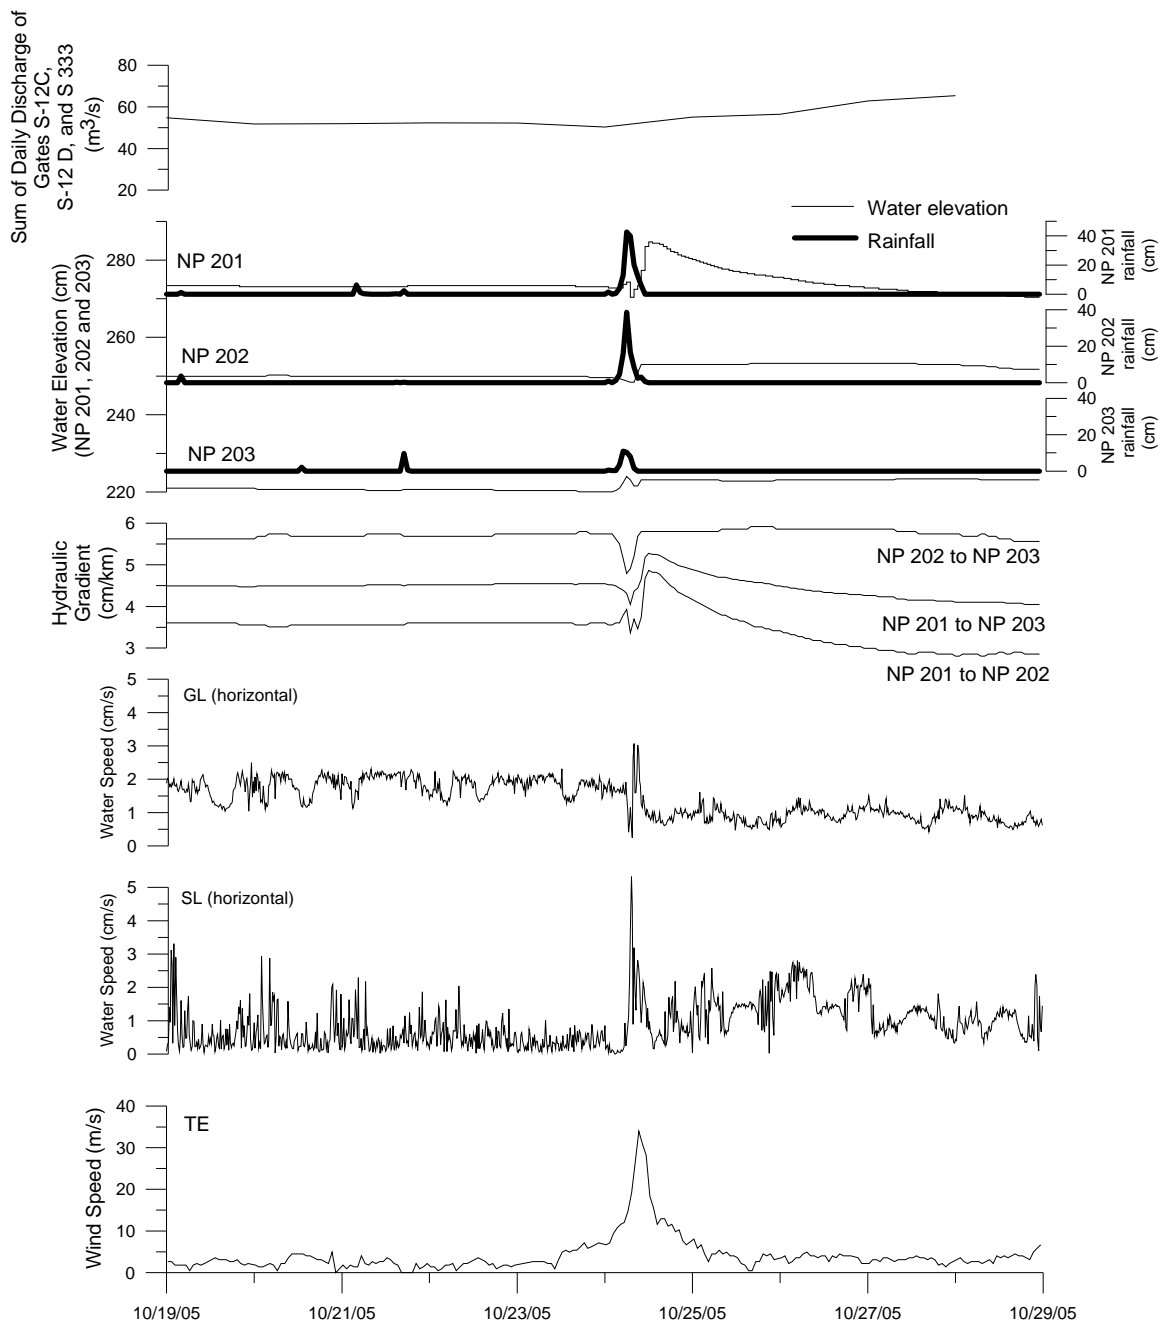 Sum of Daily Discharge of
Gates S-12C,
S-12 D, and S 333
(m³/s)
80
60
40
20
Water elevation
Rainfall
Water Elevation (cm)
(NP 201, 202 and 203)
280
260
240
220
NP 201
NP 202
NP 203
40
20
0
NP 201
rainfall
(cm)
40
20
0
NP 202
rainfall
(cm)
40
20
0
NP 203
rainfall
(cm)
Hydraulic
Gradient
(cm/km)
6
5
4
3
NP 202 to NP 203
NP 201 to NP 203
NP 201 to NP 202
Water Speed (cm/s)
5
4
3
2
1
0
GL (horizontal)
Water Speed (cm/s)
5
4
3
2
1
0
SL (horizontal)
Wind Speed (m/s)
40
30
20
10
0
TE
10/19/05 10/21/05 10/23/05 10/25/05 10/27/05 10/29/05